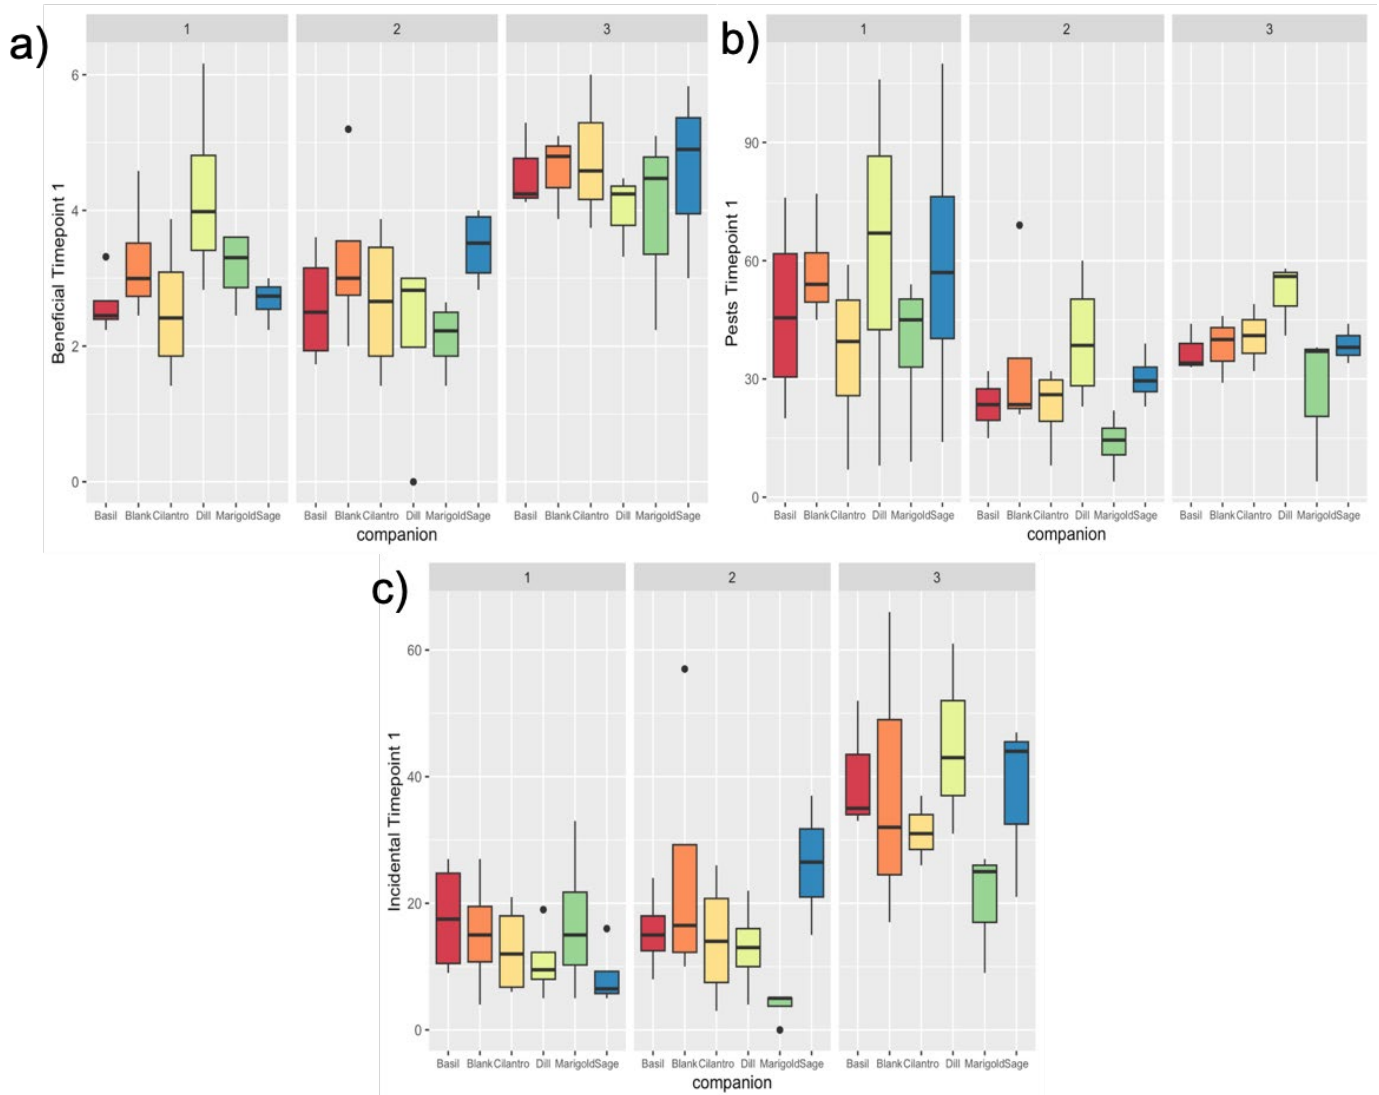 a)
1 2 3
Beneficial Timepoint 1
6
4
2
0
Basil Blank Cilantro Dill Marigold Sage Basil Blank Cilantro Dill Marigold Sage Basil Blank Cilantro Dill Marigold Sage
companion
b)
1 2 3
Pests Timepoint 1
90
60
30
0
Basil Blank Cilantro Dill Marigold Sage Basil Blank Cilantro Dill Marigold Sage Basil Blank Cilantro Dill Marigold Sage
companion
c)
1 2 3
Incidental Timepoint 1
60
40
20
0
Basil Blank Cilantro Dill Marigold Sage Basil Blank Cilantro Dill Marigold Sage Basil Blank Cilantro Dill Marigold Sage
companion